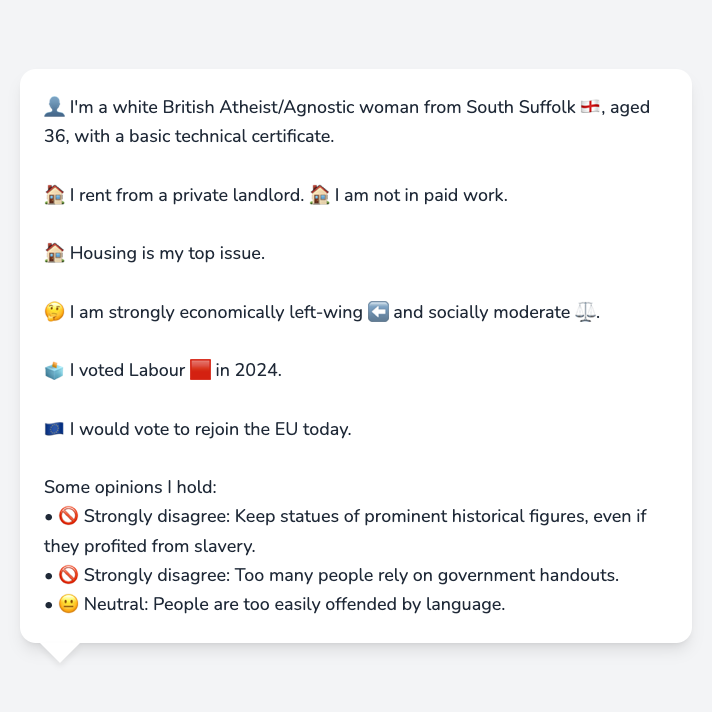 👤 I'm a white British Atheist/Agnostic woman from South Suffolk 🏴󠁧󠁢󠁥󠁮󠁧󠁿, aged
36, with a basic technical certificate.
🏠 I rent from a private landlord. 🏠 I am not in paid work.
🏠 Housing is my top issue.
🤔 I am strongly economically left-wing ⬅️ and socially moderate ⚖️.
🗳️ I voted Labour 🟥 in 2024.
🇪🇺 I would vote to rejoin the EU today.
Some opinions I hold:
• 🚫 Strongly disagree: Keep statues of prominent historical figures, even if
they profited from slavery.
• 🚫 Strongly disagree: Too many people rely on government handouts.
• 😐 Neutral: People are too easily offended by language.